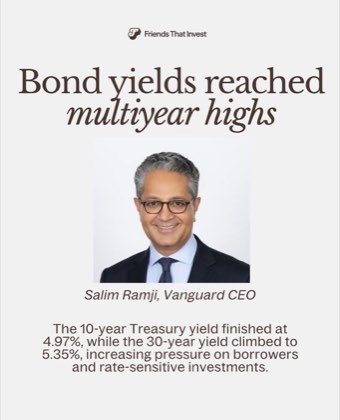 Friends That Invest
Bond yields reached
multiyear highs
Salim Ramji, Vanguard CEO
The 10-year Treasury yield finished at
4.97%, while the 30-year yield climbed to
5.35%, increasing pressure on borrowers
and rate-sensitive investments.